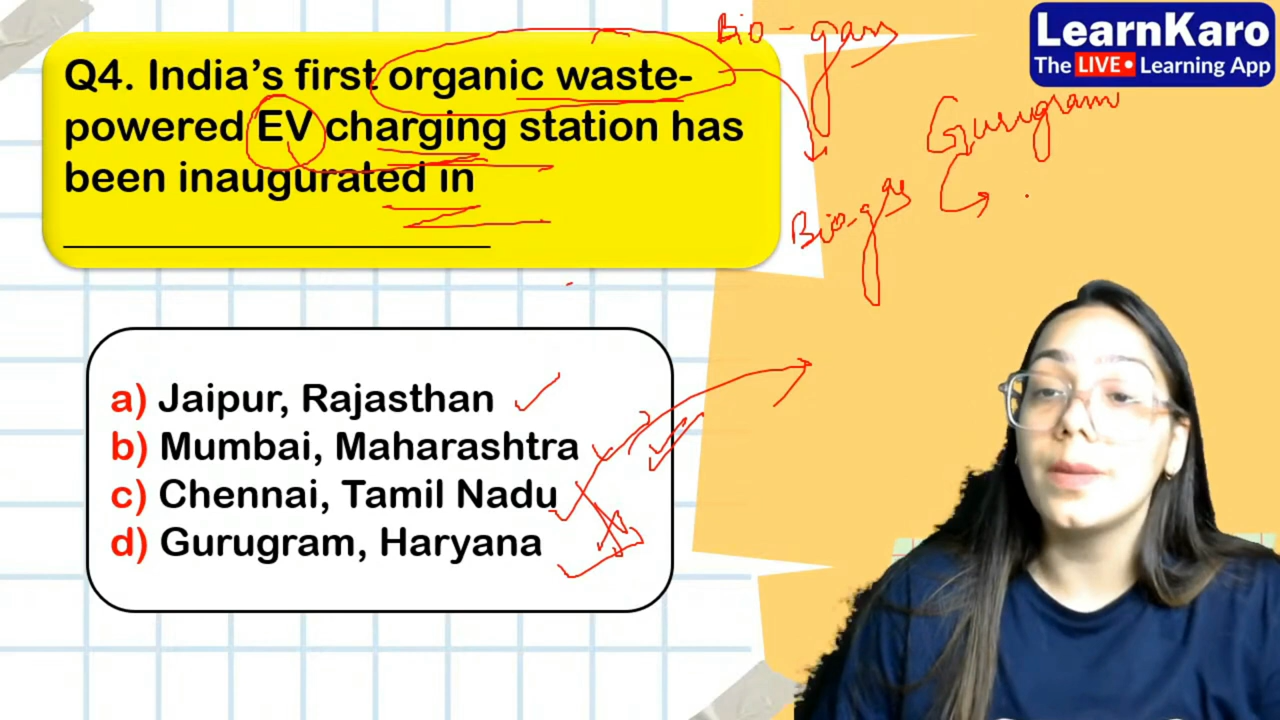 Bio-gas
LearnKaro
The LIVE• Learning App
Q4. India's first organic waste-
powered EV charging station has
been inaugurated in
Gurugram
Bio-gas
a) Jaipur, Rajasthan
b) Mumbai, Maharashtra
c) Chennai, Tamil Nadu
d) Gurugram, Haryana